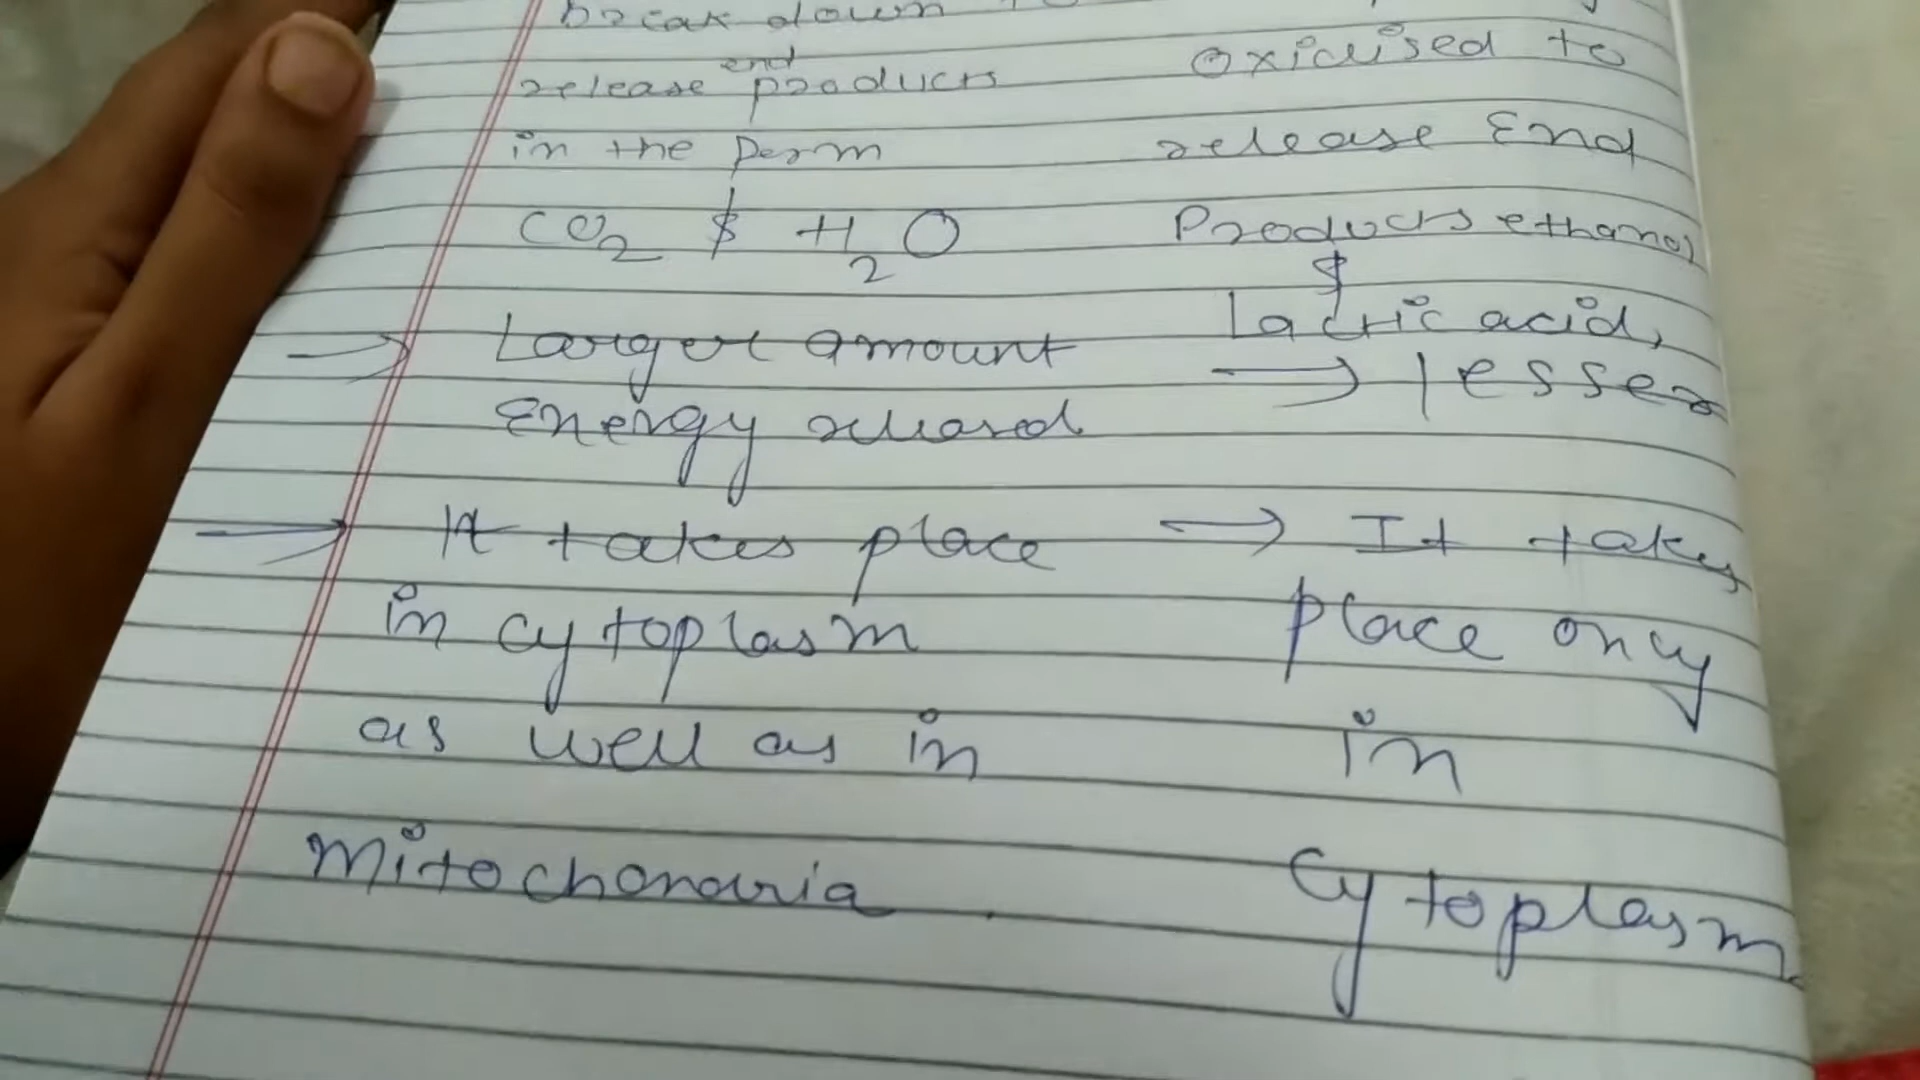 break down to
end
release products
in the perm
CO2 $ H2O
→ Larger amount
Energy released
→ It takes place
in cytoplasm
as well as in
Mitochondria.
Oxidised to
release End
Products ethanol
$
Lactic acid,
→ lesser
→ It takes
place only
in
Cytoplasm